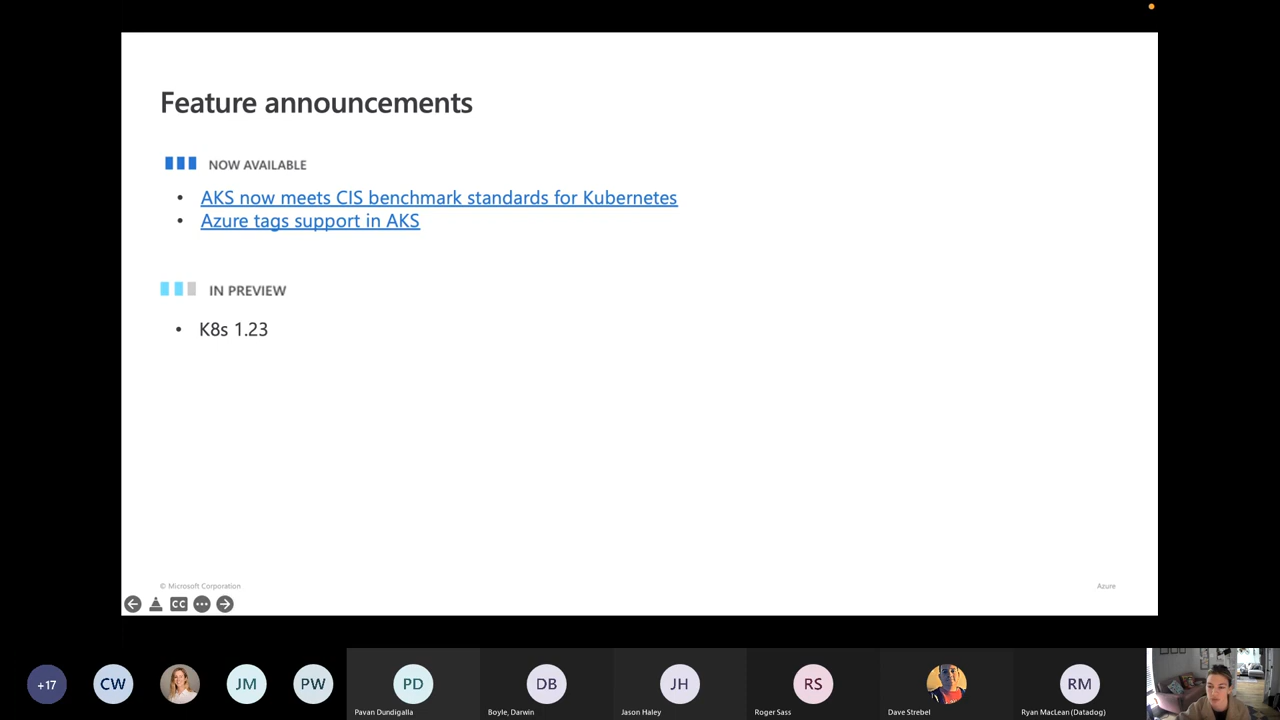 Feature announcements
NOW AVAILABLE
• AKS now meets CIS benchmark standards for Kubernetes
• Azure tags support in AKS
IN PREVIEW
• K8s 1.23
© Microsoft Corporation
Azure
CC
+17
CW
JM
PW
PD
DB
JH
RS
RM
Pavan Dundigalla
Boyle, Darwin
Jason Haley
Roger Sass
Dave Strebel
Ryan MacLean (Datadog)